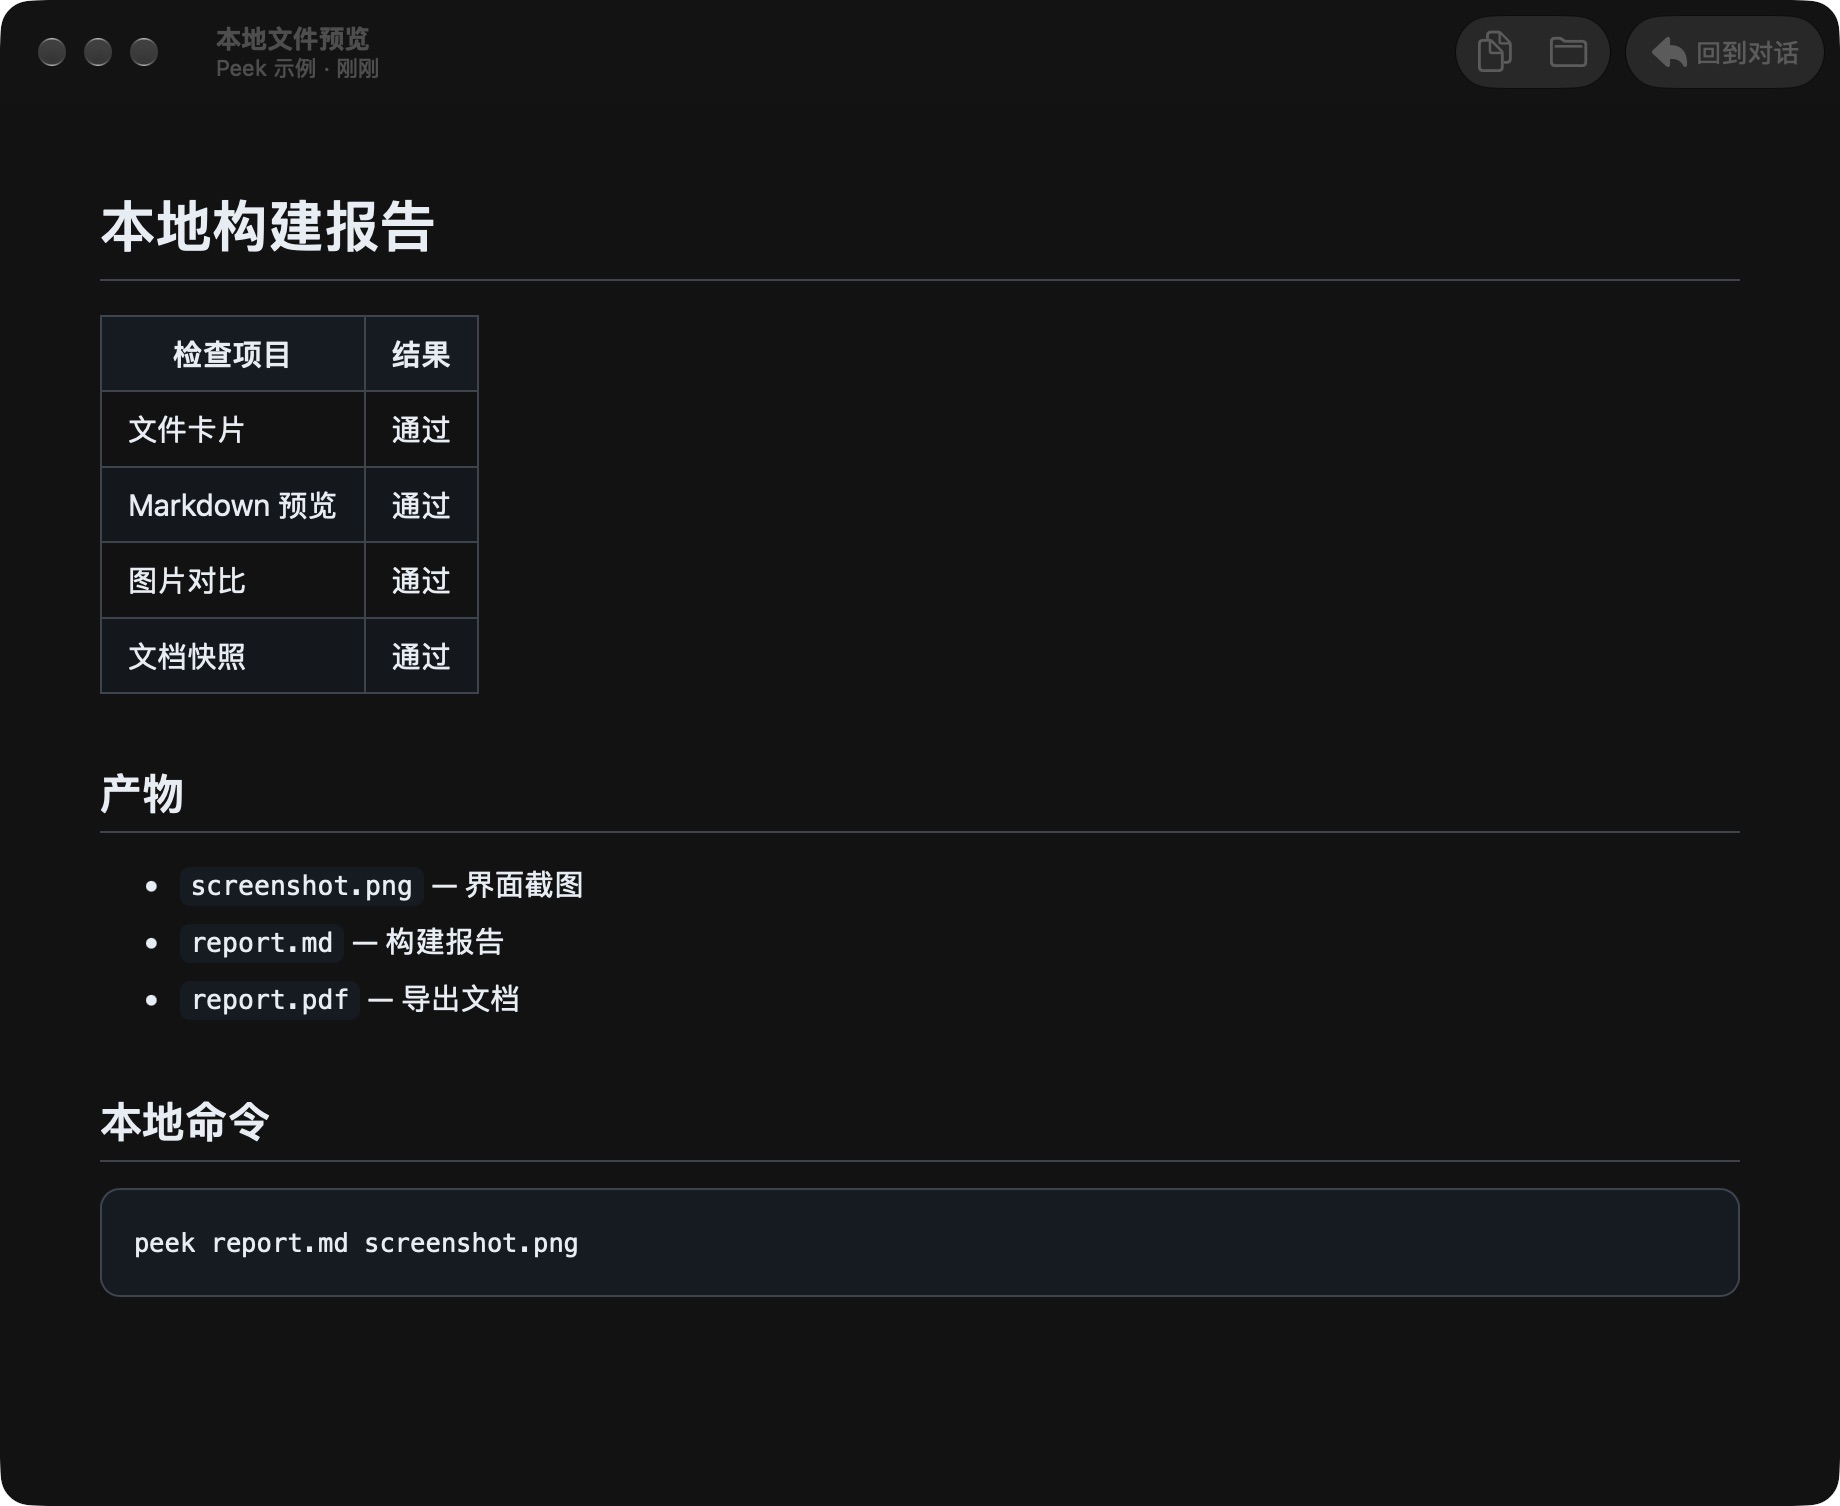 本地文件预览
Peek 示例 · 刚刚
回到对话
本地构建报告
检查项目 结果
文件卡片 通过
Markdown 预览 通过
图片对比 通过
文档快照 通过
产物
• screenshot.png — 界面截图
• report.md — 构建报告
• report.pdf — 导出文档
本地命令
peek report.md screenshot.png